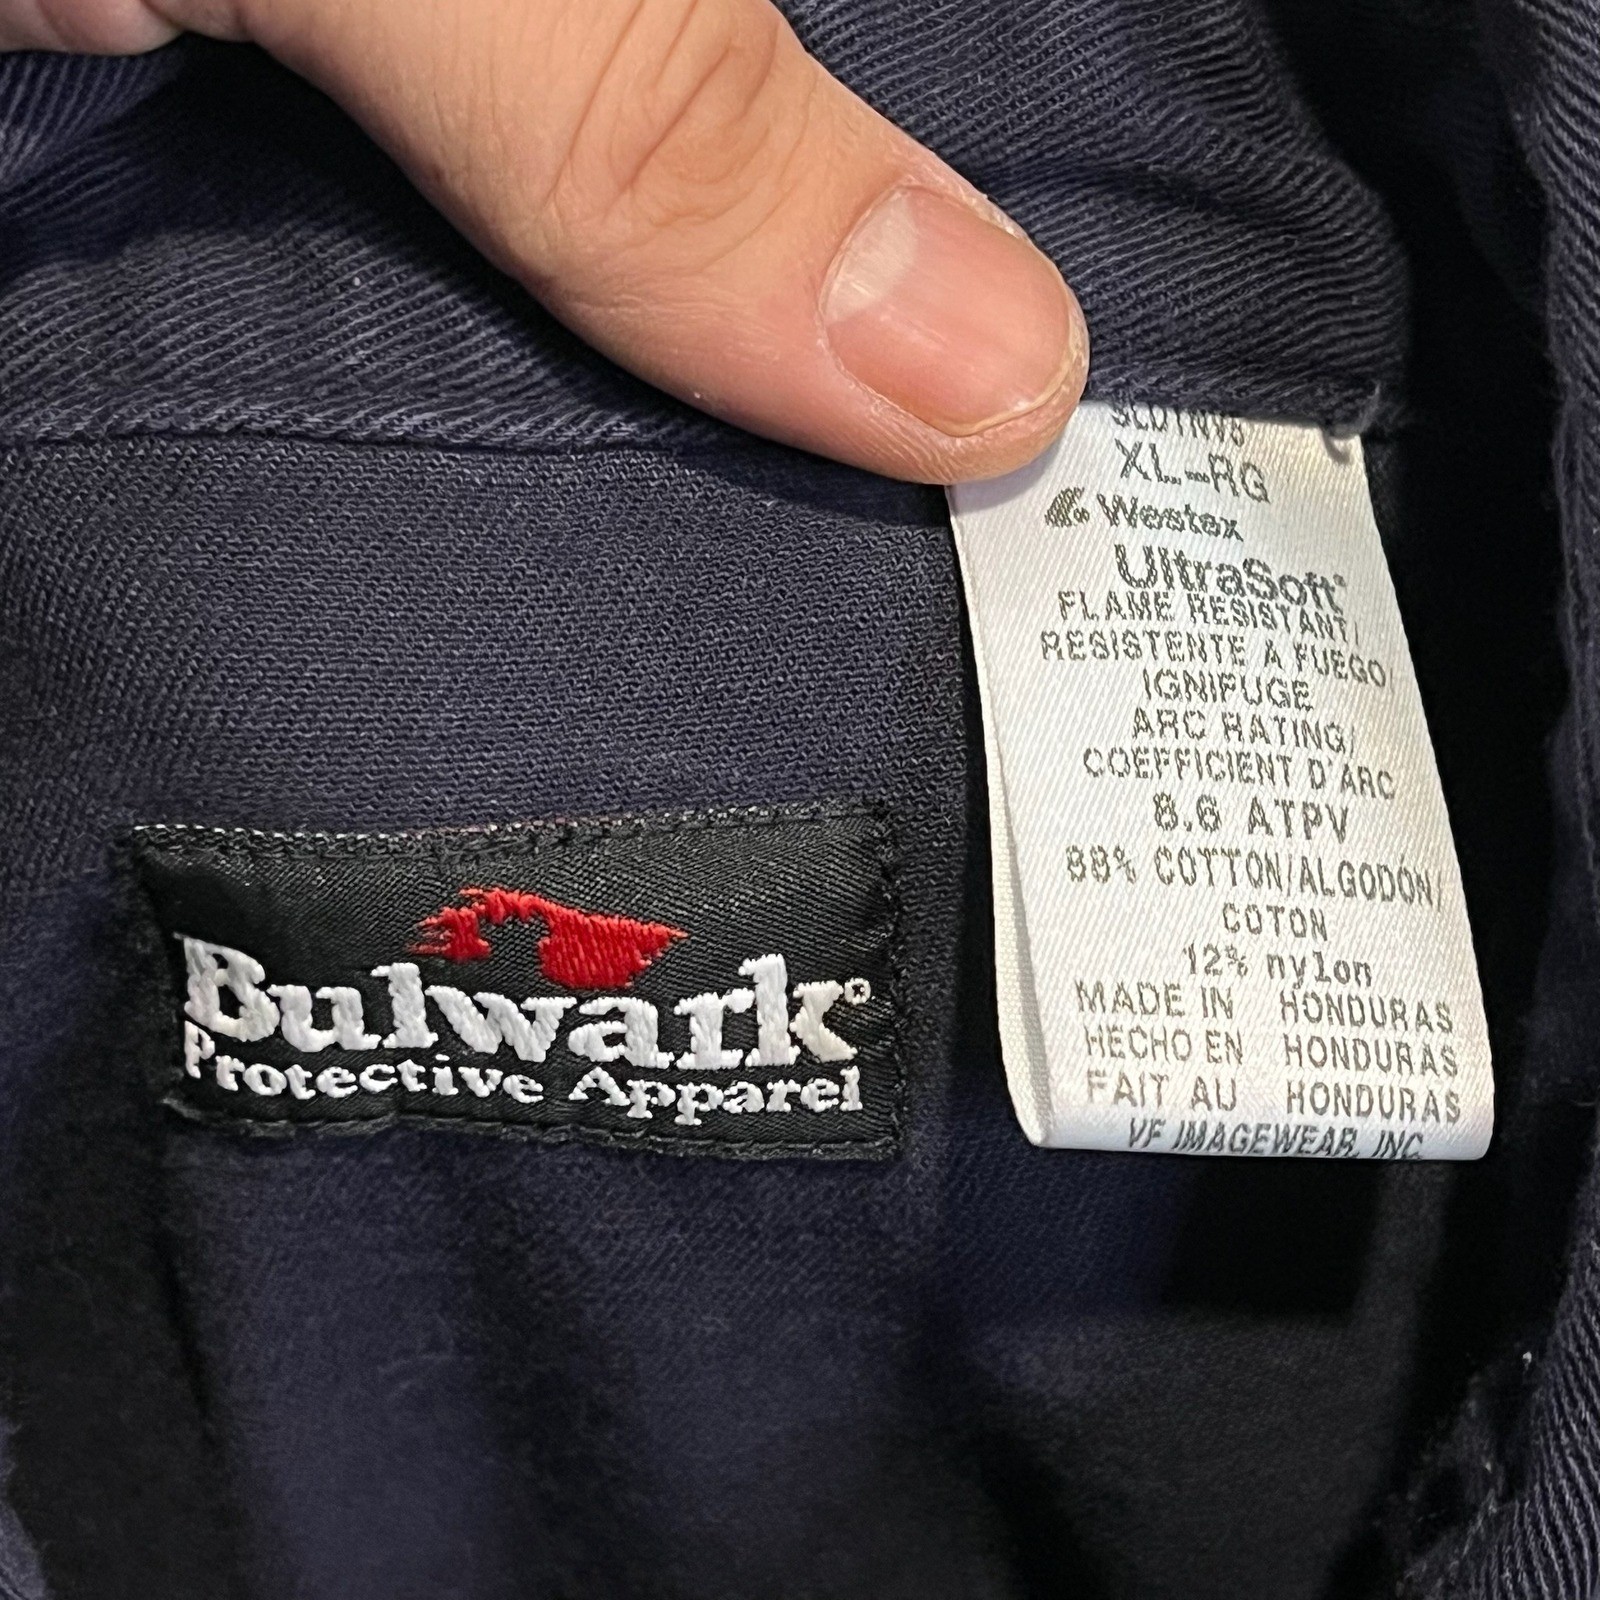 XL-RG
Westex
UltraSoft®
FLAME RESISTANT/
RESISTENTE A FUEGO/
IGNIFUGE
ARC RATING/
COEFFICIENT D'ARC
8.6 ATPV
88% COTTON/ALGODÓN/
COTON
12% nylon
MADE IN HONDURAS
HECHO EN HONDURAS
FAIT AU HONDURAS
VF IMAGEWEAR, INC.
Bulwark®
Protective Apparel